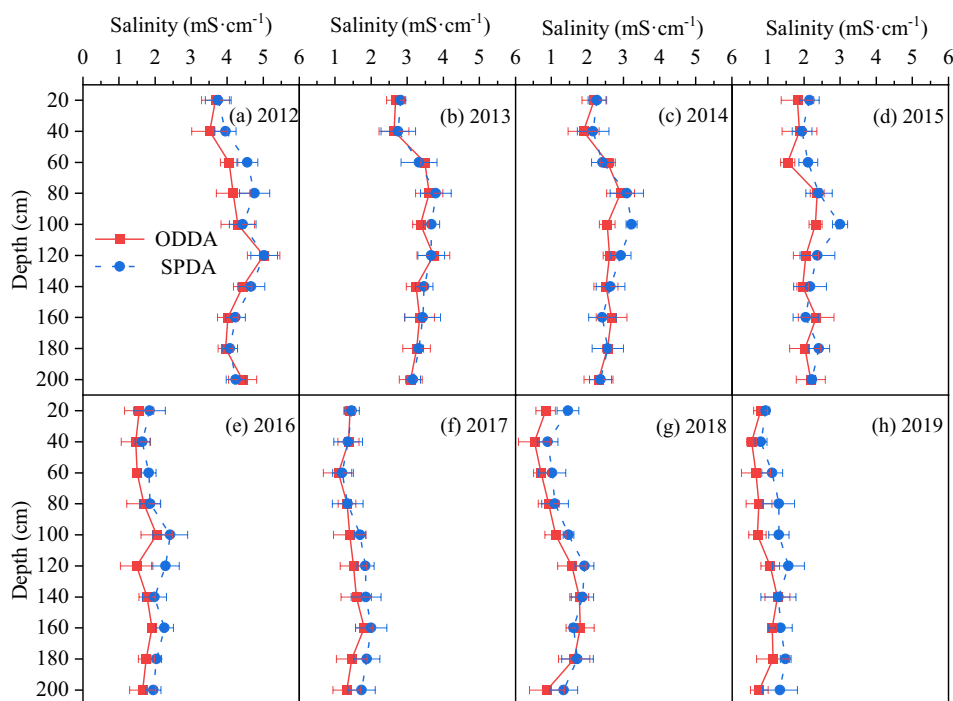 Salinity (mS·cm⁻¹) Salinity (mS·cm⁻¹) Salinity (mS·cm⁻¹) Salinity (mS·cm⁻¹)
0 1 2 3 4 5 6 1 2 3 4 5 6 1 2 3 4 5 6 1 2 3 4 5 6
Depth (cm)
20
40
60
80
100
120
140
160
180
200
(a) 2012
(b) 2013
(c) 2014
(d) 2015
ODDA
SPDA
Depth (cm)
20
40
60
80
100
120
140
160
180
200
(e) 2016
(f) 2017
(g) 2018
(h) 2019